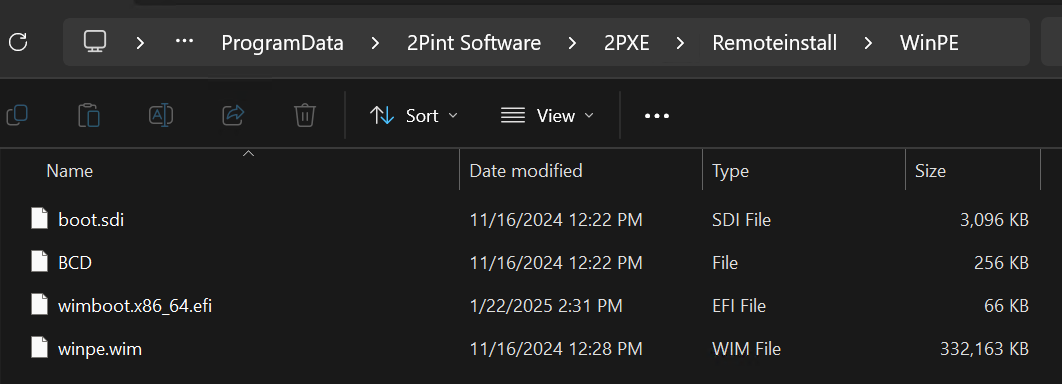 ··· ProgramData 2Pint Software 2PXE Remoteinstall WinPE
Sort View ···
Name Date modified Type Size
boot.sdi 11/16/2024 12:22 PM SDI File 3,096 KB
BCD 11/16/2024 12:22 PM File 256 KB
wimboot.x86_64.efi 1/22/2025 2:31 PM EFI File 66 KB
winpe.wim 11/16/2024 12:28 PM WIM File 332,163 KB